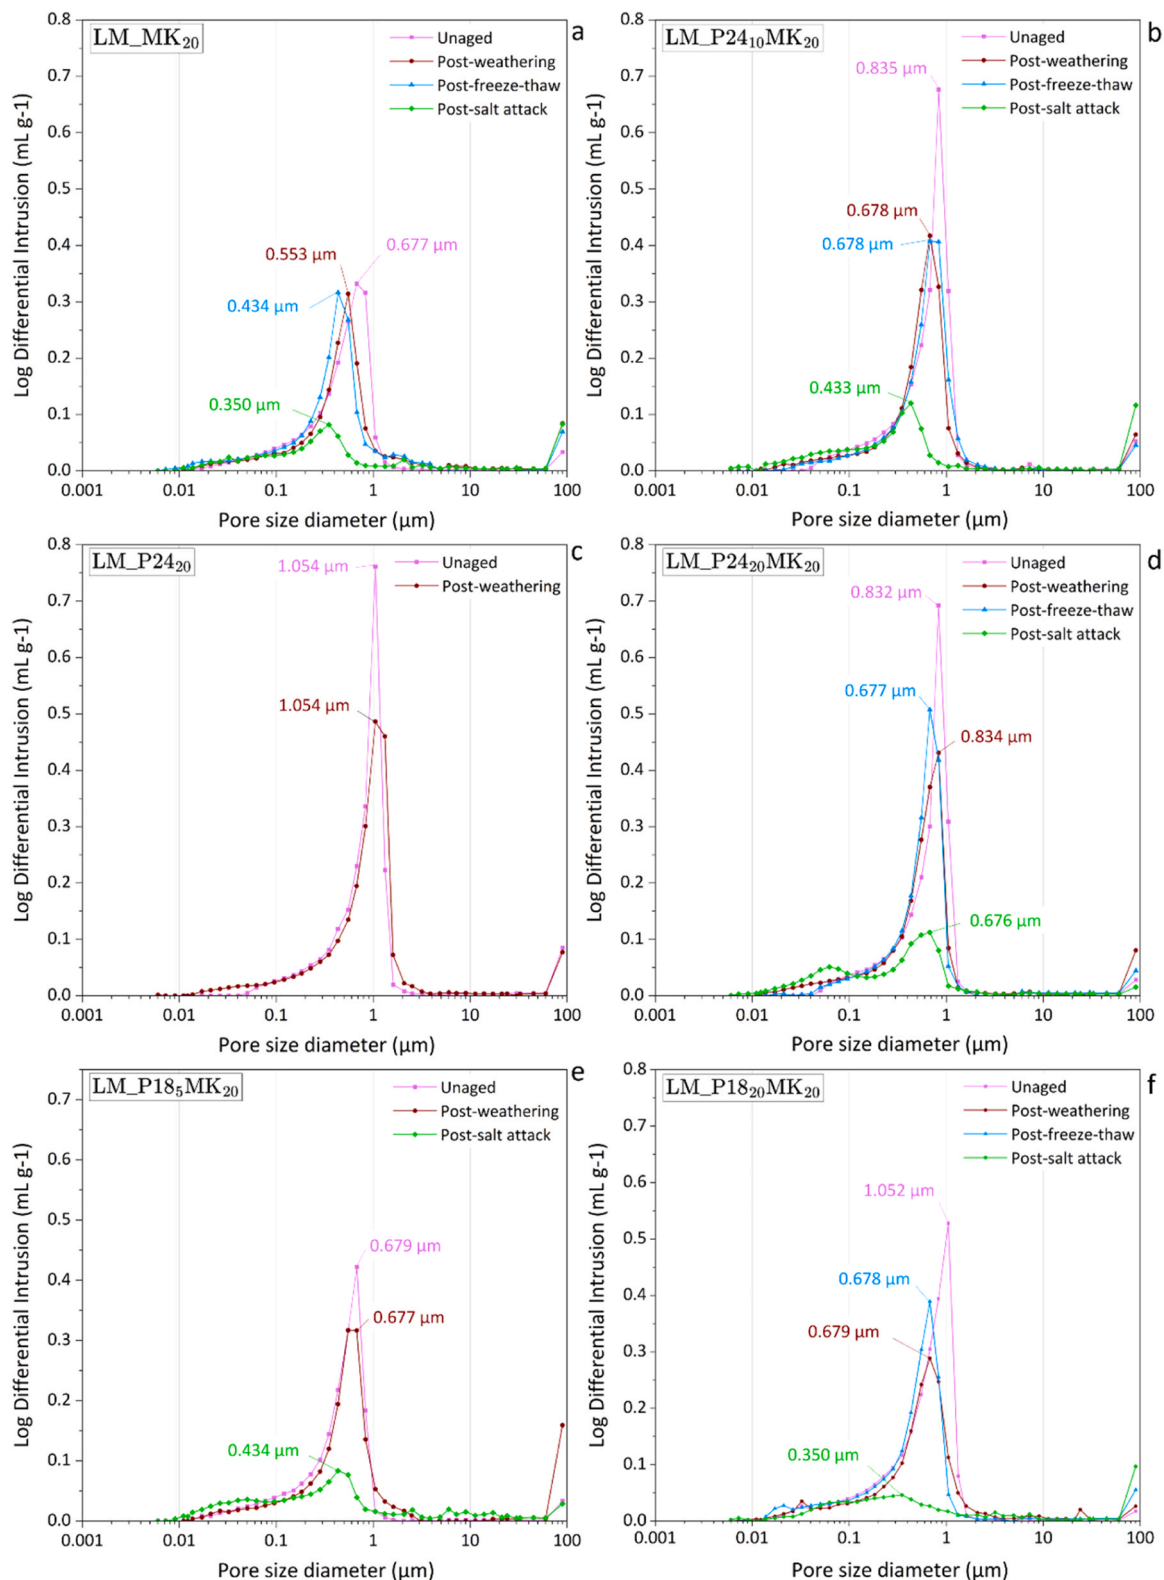 LM_MK20
a
Unaged
Post-weathering
Post-freeze-thaw
Post-salt attack
0.677 µm
0.553 µm
0.434 µm
0.350 µm
0.8
0.7
0.6
0.5
0.4
0.3
0.2
0.1
0.0
0.001
0.01
0.1
1
10
100
Log Differential Intrusion (mL g-1)
Pore size diameter (µm)
LM_P2410MK20
b
Unaged
Post-weathering
Post-freeze-thaw
Post-salt attack
0.835 µm
0.678 µm
0.678 µm
0.433 µm
0.8
0.7
0.6
0.5
0.4
0.3
0.2
0.1
0.0
0.001
0.01
0.1
1
10
100
Log Differential Intrusion (mL g-1)
Pore size diameter (µm)
LM_P2420
c
Unaged
Post-weathering
1.054 µm
1.054 µm
0.8
0.7
0.6
0.5
0.4
0.3
0.2
0.1
0.0
0.001
0.01
0.1
1
10
100
Log Differential Intrusion (mL g-1)
Pore size diameter (µm)
LM_P2420MK20
d
Unaged
Post-weathering
Post-freeze-thaw
Post-salt attack
0.832 µm
0.677 µm
0.834 µm
0.676 µm
0.8
0.7
0.6
0.5
0.4
0.3
0.2
0.1
0.0
0.001
0.01
0.1
1
10
100
Log Differential Intrusion (mL g-1)
Pore size diameter (µm)
LM_P185MK20
e
Unaged
Post-weathering
Post-salt attack
0.679 µm
0.677 µm
0.434 µm
0.7
0.6
0.5
0.4
0.3
0.2
0.1
0.0
0.001
0.01
0.1
1
10
100
Log Differential Intrusion (mL g-1)
Pore size diameter (µm)
LM_P1820MK20
f
Unaged
Post-weathering
Post-freeze-thaw
Post-salt attack
1.052 µm
0.678 µm
0.679 µm
0.350 µm
0.8
0.7
0.6
0.5
0.4
0.3
0.2
0.1
0.0
0.001
0.01
0.1
1
10
100
Log Differential Intrusion (mL g-1)
Pore size diameter (µm)